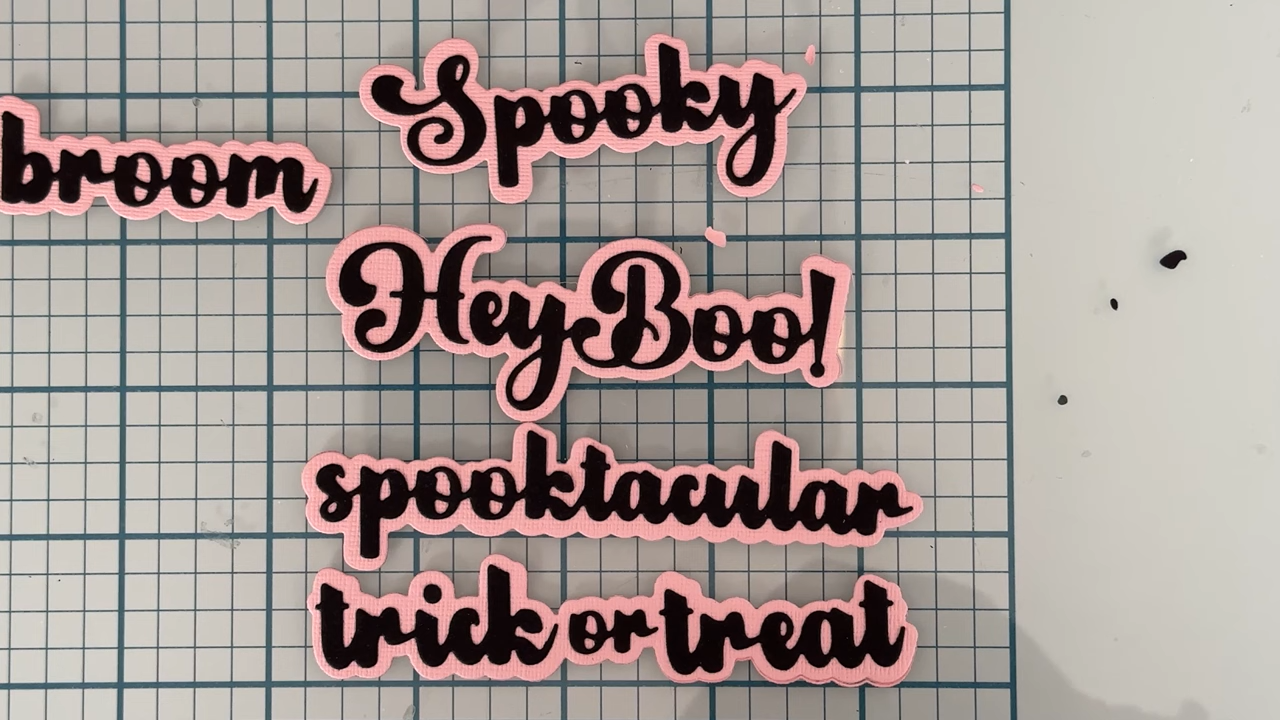 broom
Spooky
Hey Boo!
spooktacular
trick or treat